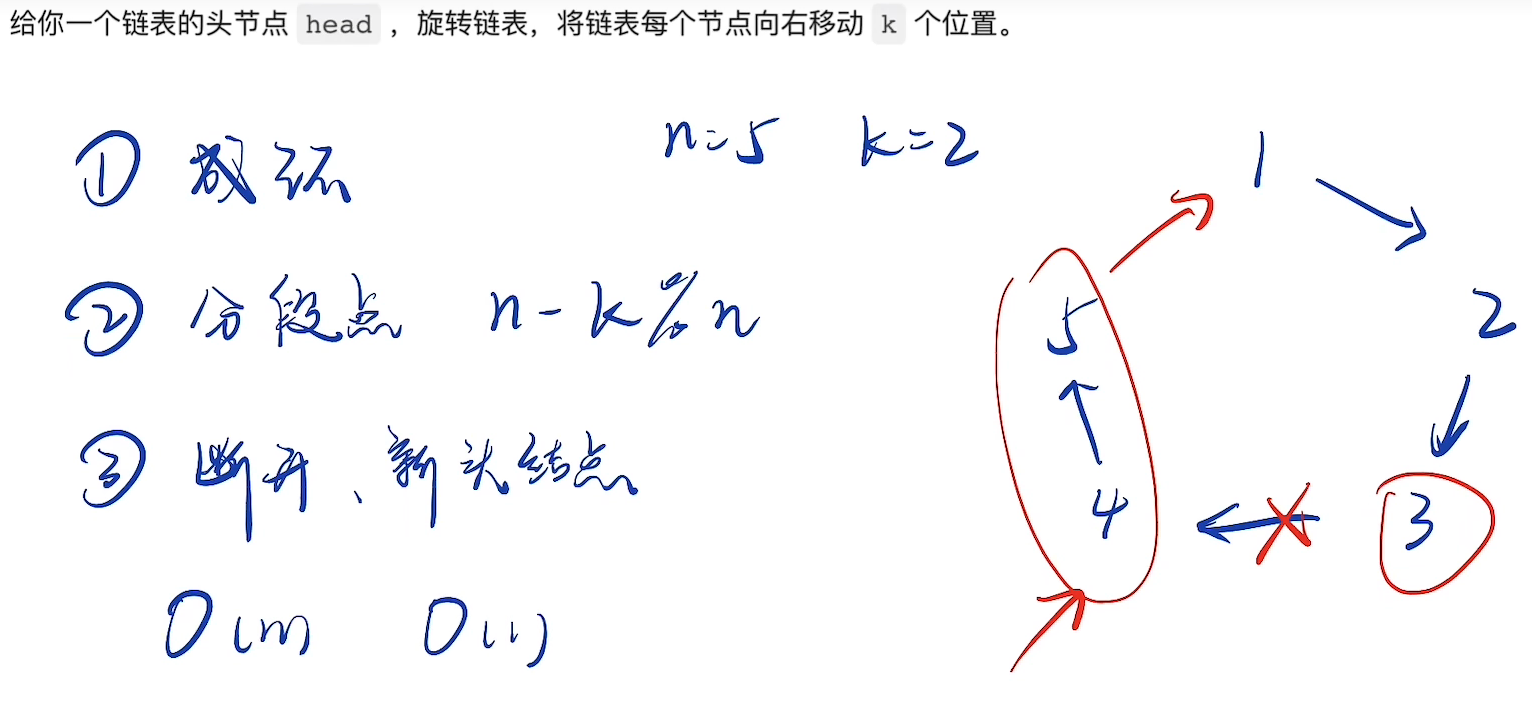 给你一个链表的头节点 head ，旋转链表，将链表每个节点向右移动 k 个位置。
① 成环
n=5 k=2
② 分段点 n-k%n
③ 断开、新头结点
O(n) O(1)
1
2
3
4
5